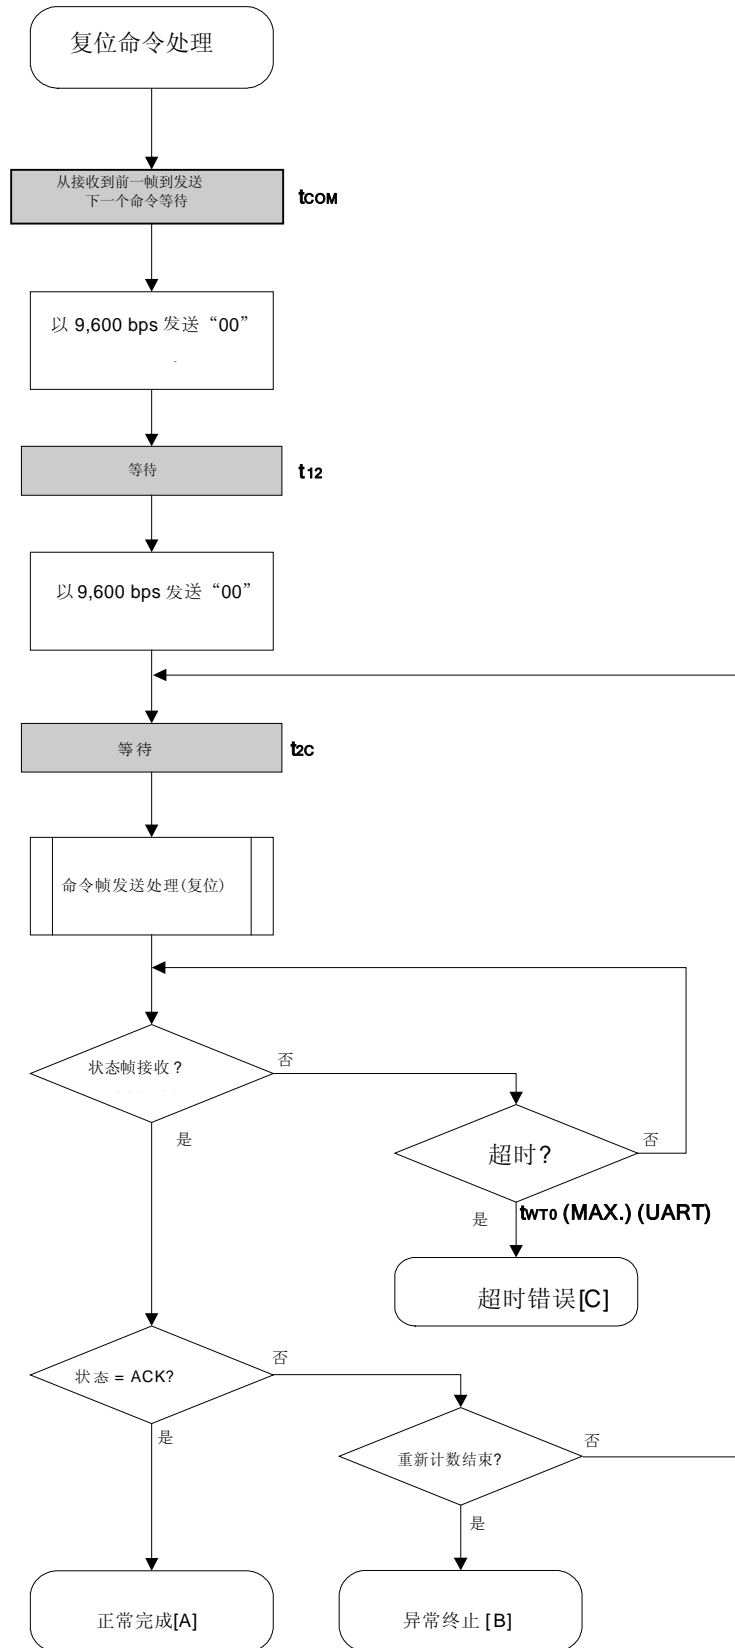 复位命令处理
从接收到前一帧到发送
下一个命令等待
tCOM
以 9,600 bps 发送“00”
等待
t12
以 9,600 bps 发送“00”
等待
t2C
命令帧发送处理(复位)
状态帧接收?
否
是
超时?
否
是
tWT0 (MAX.) (UART)
超时错误[C]
状态 = ACK?
否
是
重新计数结束?
否
是
正常完成[A]
异常终止 [B]